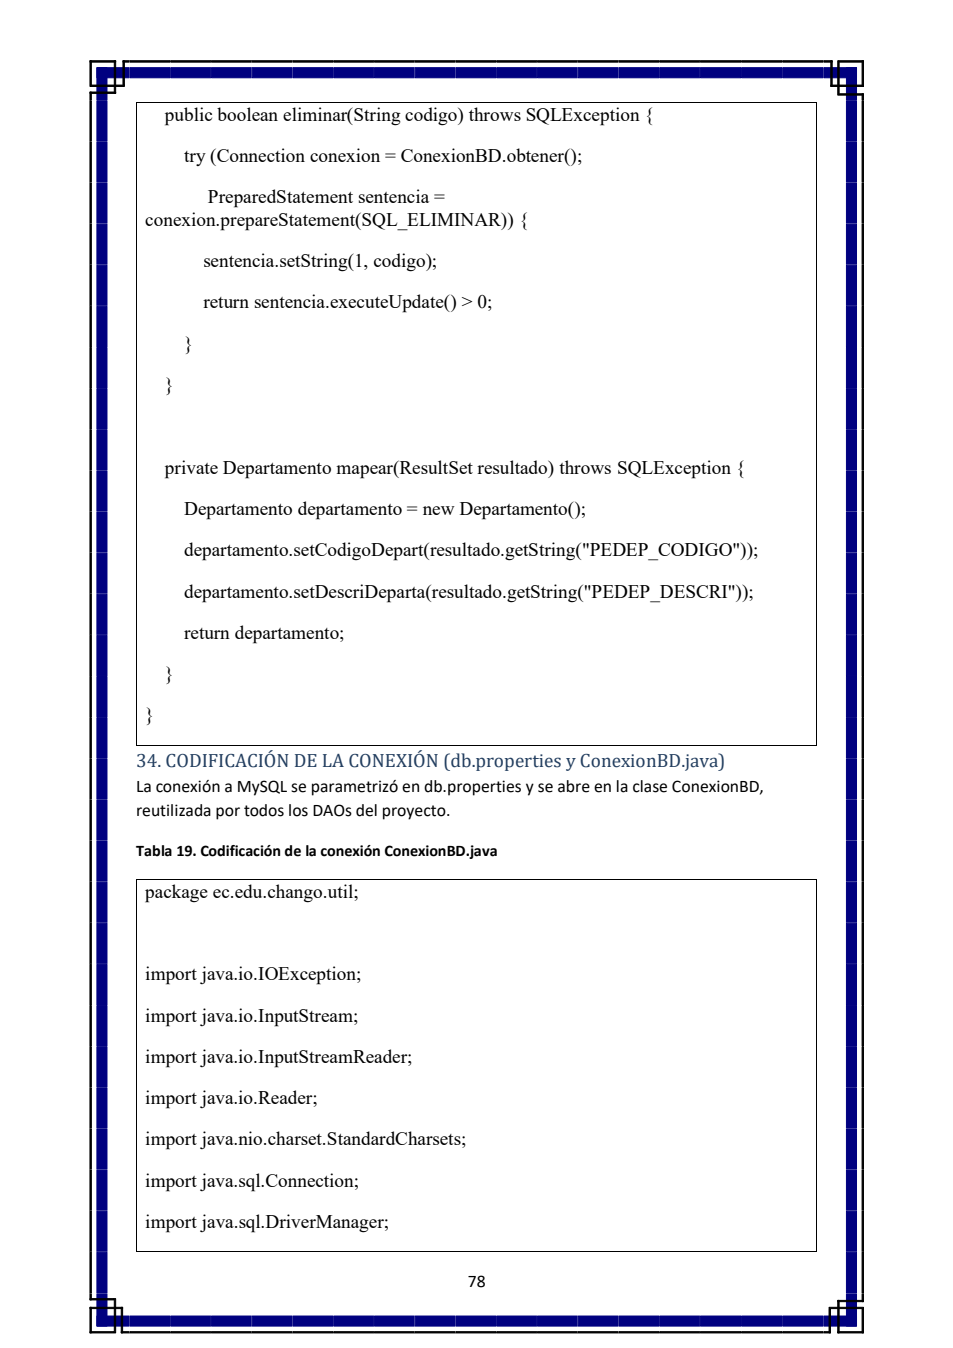 public boolean eliminar(String codigo) throws SQLException {
try (Connection conexion = ConexionBD.obtener();
PreparedStatement sentencia =
conexion.prepareStatement(SQL_ELIMINAR)) {
sentencia.setString(1, codigo);
return sentencia.executeUpdate() > 0;
}
}
private Departamento mapear(ResultSet resultado) throws SQLException {
Departamento departamento = new Departamento();
departamento.setCodigoDepart(resultado.getString("PEDEP_CODIGO"));
departamento.setDescriDeparta(resultado.getString("PEDEP_DESCRI"));
return departamento;
}
}
34. CODIFICACIÓN DE LA CONEXIÓN (db.properties y ConexionBD.java)
La conexión a MySQL se parametrizó en db.properties y se abre en la clase ConexionBD,
reutilizada por todos los DAOs del proyecto.
Tabla 19. Codificación de la conexión ConexionBD.java
package ec.edu.chango.util;
import java.io.IOException;
import java.io.InputStream;
import java.io.InputStreamReader;
import java.io.Reader;
import java.nio.charset.StandardCharsets;
import java.sql.Connection;
import java.sql.DriverManager;
78